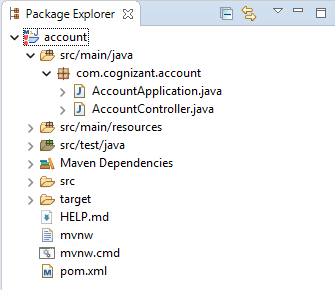 Package Explorer
account
src/main/java
com.cognizant.account
AccountApplication.java
AccountController.java
src/main/resources
src/test/java
Maven Dependencies
src
target
HELP.md
mvnw
mvnw.cmd
pom.xml